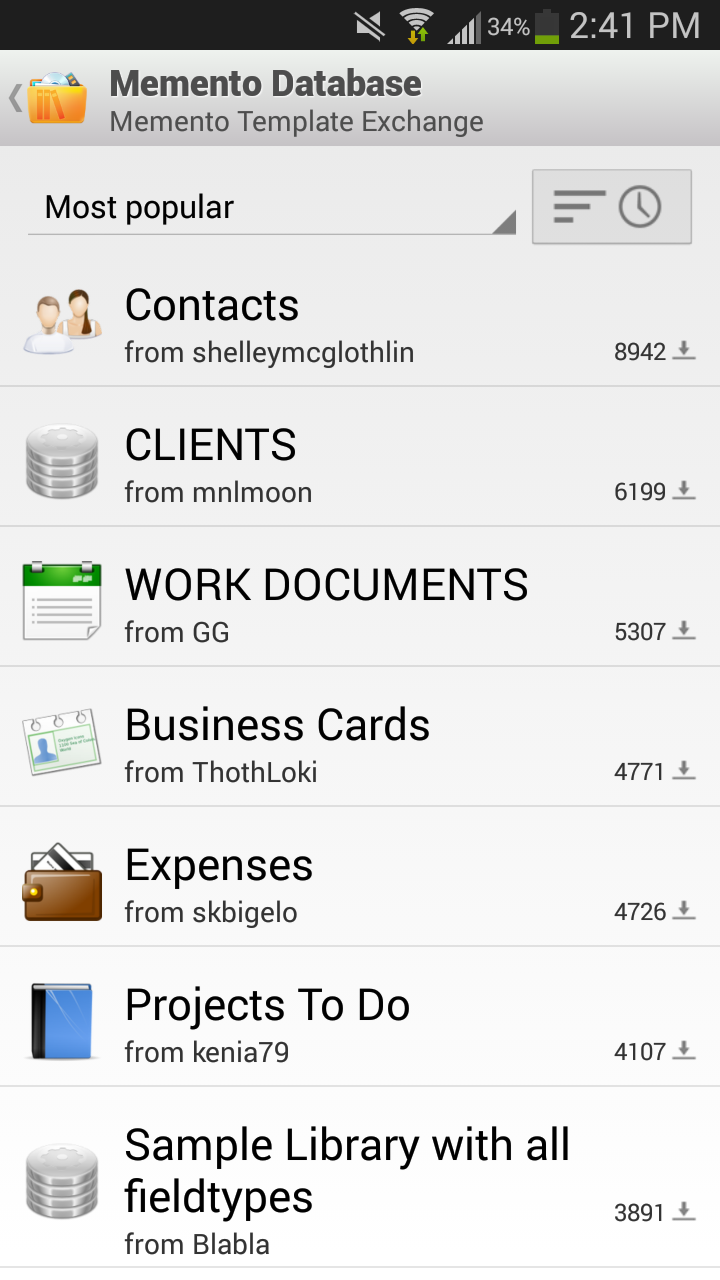 34% 2:41 PM
Memento Database
Memento Template Exchange
Most popular
Contacts
from shelleymcglothlin 8942
CLIENTS
from mnlmoon 6199
WORK DOCUMENTS
from GG 5307
Business Cards
from ThothLoki 4771
Expenses
from skbigelo 4726
Projects To Do
from kenia79 4107
Sample Library with all
fieldtypes 3891
from Blabla